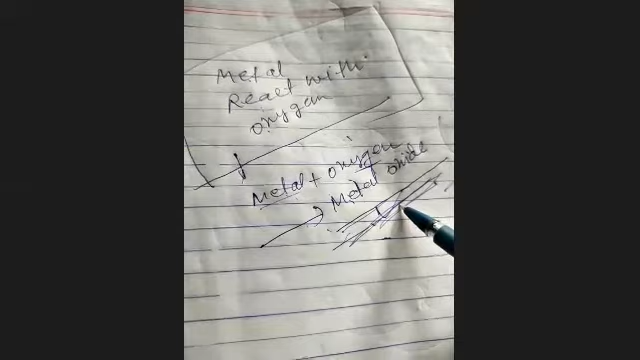 Metal
React with
oxygen
Metal + oxygen
→ Metal oxide